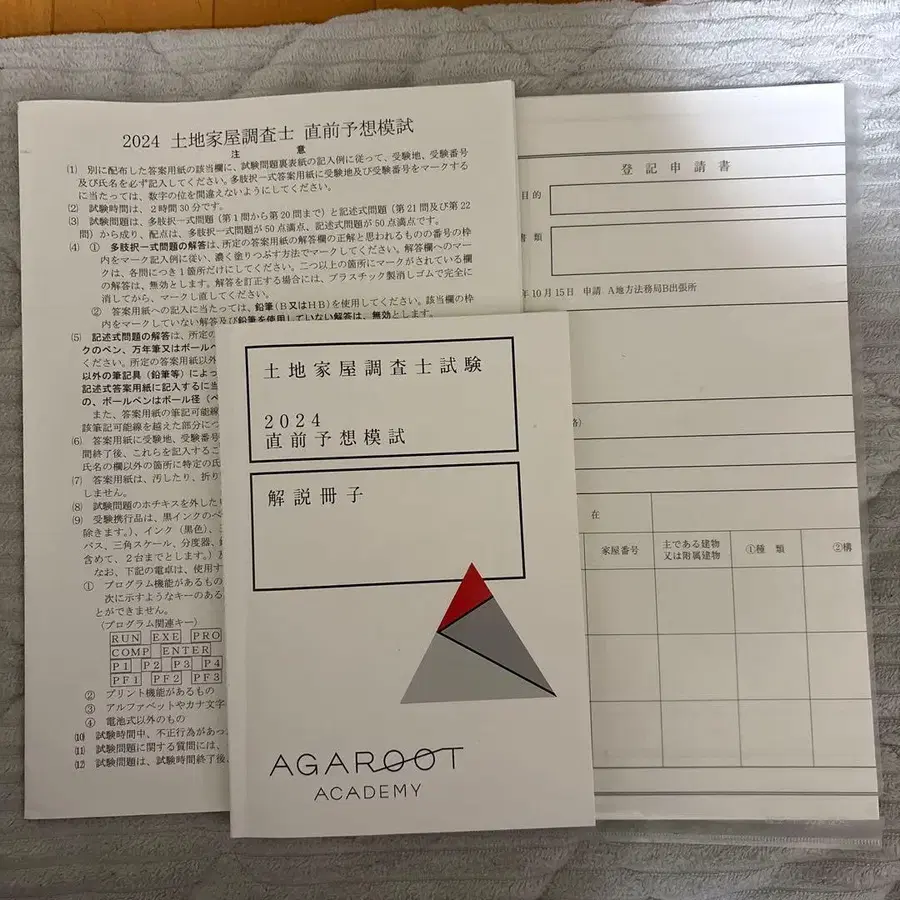 2024 土地家屋調査士 直前予想模試
注 意
(1) 別に配布した答案用紙の該当欄に、試験問題裏表紙の記入例に従って、受験地、受験番号
及び氏名を必ず記入してください。多肢択一式答案用紙に受験地及び受験番号をマークする
に当たっては、数字の位を間違えないようにしてください。
(2) 試験時間は、2時間30分です。
(3) 試験問題は、多肢択一式問題（第1問から第20問まで）と記述式問題（第21問及び第22
問）から成り、配点は、多肢択一式問題が50点満点、記述式問題が50点満点です。
(4) ① 多肢択一式問題の解答は、所定の答案用紙の解答欄の正解と思われるものの番号の枠
内をマーク記入例に従い、濃く塗りつぶす方法でマークしてください。解答欄へのマー
クは、各問につき1箇所だけにしてください。二つ以上の箇所にマークがされている欄
の解答は、無効とします。解答を訂正する場合には、プラスチック製消しゴムで完全に
消してから、マークし直してください。
② 答案用紙への記入に当たっては、鉛筆（B又はHB）を使用してください。該当欄の枠
内をマークしていない解答及び鉛筆を使用していない解答は、無効とします。
(5) 記述式問題の解答は、所定の
クのペン、万年筆又はボールペ
ください。所定の答案用紙以外
以外の筆記具（鉛筆等）によっ
記述式答案用紙に記入するに当
の、ボールペンはボール径（ペ
また、答案用紙の筆記可能線
該筆記可能線を越えた部分につ
(6) 答案用紙に受験地、受験番号
間終了後、これらを記入するこ
氏名の欄以外の箇所に特定の氏
(7) 答案用紙は、汚したり、折り
しません。
(8) 試験問題のホチキスを外した
(9) 受験携行品は、黒インクのペ
除きます。）、インク（黒色）、三
パス、三角スケール、分度器、
含めて、2台までとします。）
なお、下記の電卓は、使用す
① プログラム機能があるもの
次に示すようなキーのある
とができません。
〈プログラム関連キー〉
RUN EXE PRO
COMP ENTER
P1 P2 P3 P4
PF1 PF2 PF3
② プリント機能があるもの
③ アルファベットやカナ文字
④ 電池式以外のもの
(10) 試験時間中、不正行為があっ
(11) 試験問題に関する質問には、
(12) 試験問題は、試験時間終了後、
土地家屋調査士試験
2024
直前予想模試
解説冊子
AGAROOT
ACADEMY
登記申請書
目的
書類
年10月15日 申請 A地方法務局B出張所
在
家屋番号
主である建物
又は附属建物
①種 類
②構